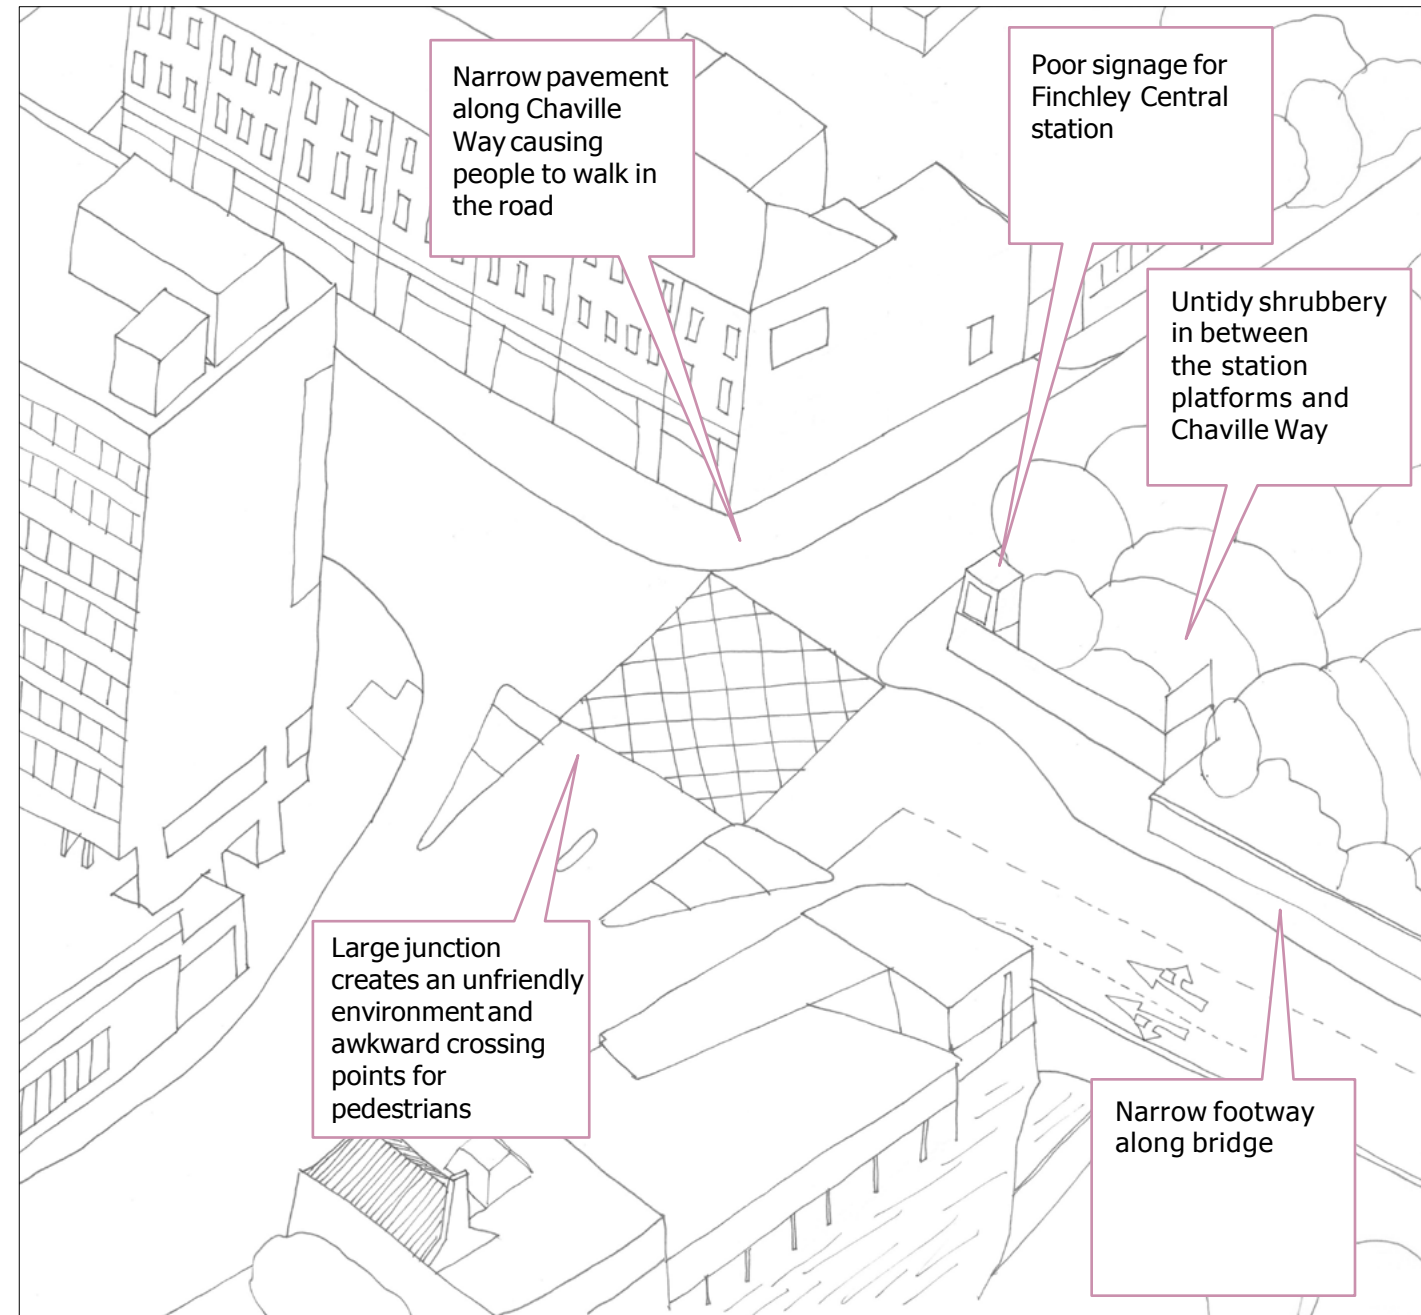 Narrow pavement
along Chaville
Way causing
people to walk in
the road
Poor signage for
Finchley Central
station
Untidy shrubbery
in between
the station
platforms and
Chaville Way
Large junction
creates an unfriendly
environment and
awkward crossing
points for
pedestrians
Narrow footway
along bridge